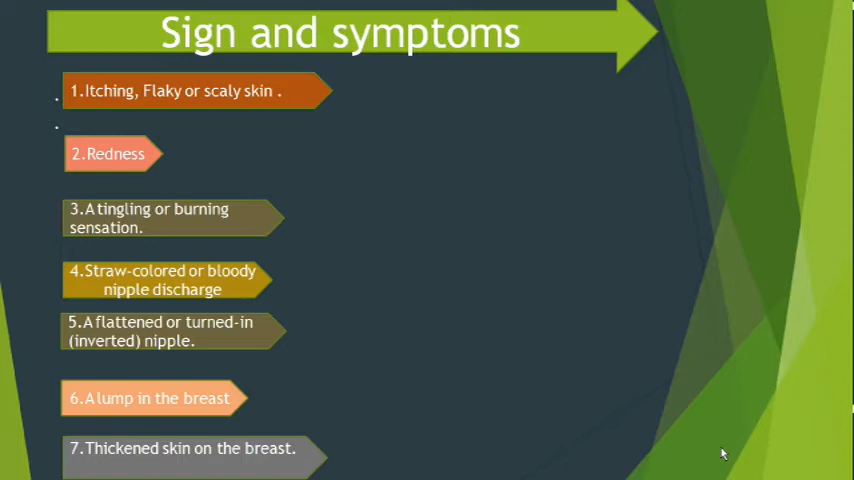 Sign and symptoms
. 1.Itching, Flaky or scaly skin .
.
2.Redness
3.A tingling or burning
sensation.
4.Straw-colored or bloody
nipple discharge
5.A flattened or turned-in
(inverted) nipple.
6.A lump in the breast
7.Thickened skin on the breast.